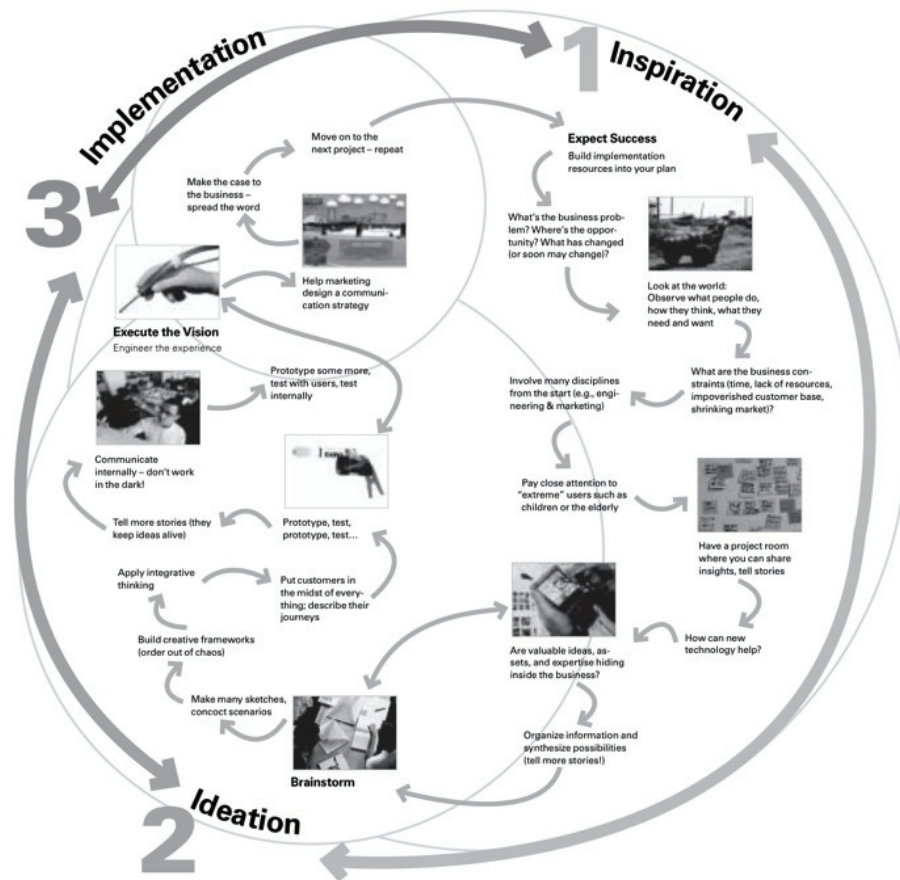 1
Inspiration
Expect Success
Build implementation
resources into your plan
What's the business prob-
lem? Where's the oppor-
tunity? What has changed
(or soon may change)?
Look at the world:
Observe what people do,
how they think, what they
need and want
What are the business con-
straints (time, lack of resources,
impoverished customer base,
shrinking market)?
Involve many disciplines
from the start (e.g., engi-
neering & marketing)
Pay close attention to
"extreme" users such as
children or the elderly
Have a project room
where you can share
insights, tell stories
How can new
technology help?
Are valuable ideas, as-
sets, and expertise hiding
inside the business?
Organize information and
synthesize possibilities
(tell more stories!)
2
Ideation
Brainstorm
Make many sketches,
concoct scenarios
Build creative frameworks
(order out of chaos)
Apply integrative
thinking
Put customers in
the midst of every-
thing; describe their
journeys
Prototype, test,
prototype, test…
Tell more stories (they
keep ideas alive)
Communicate
internally – don't work
in the dark!
Prototype some more,
test with users, test
internally
3
Implementation
Execute the Vision
Engineer the experience
Help marketing
design a communi-
cation strategy
Make the case to
the business –
spread the word
Move on to the
next project – repeat